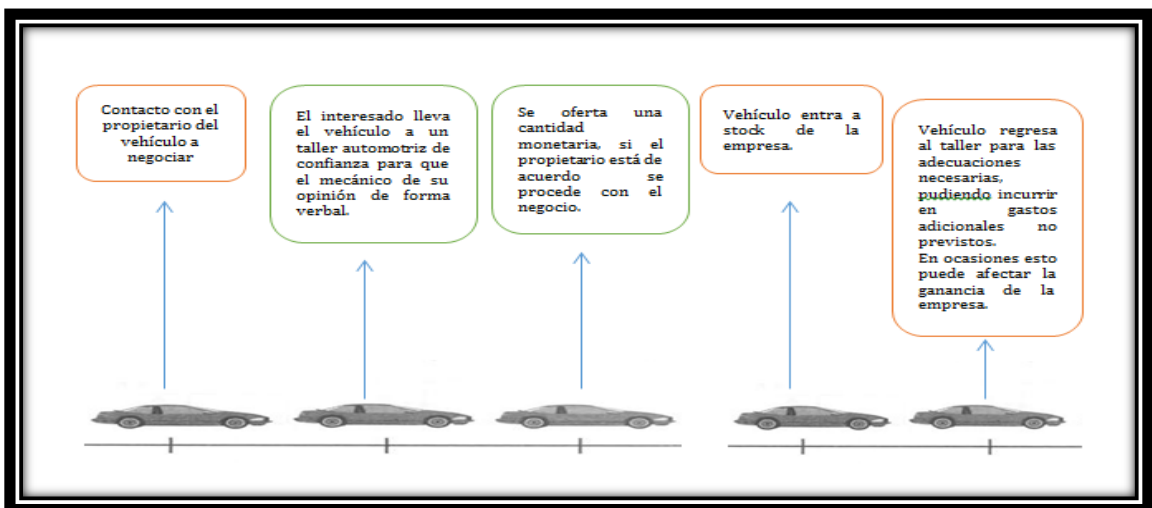 Contacto con el
propietario del
vehículo a
negociar
El interesado lleva
el vehículo a un
taller automotriz de
confianza para que
el mecánico de su
opinión de forma
verbal.
Se oferta una
cantidad
monetaria, si el
propietario está de
acuerdo se
procede con el
negocio.
Vehículo entra a
stock de la
empresa.
Vehículo regresa
al taller para las
adecuaciones
necesarias,
pudiendo incurrir
en gastos
adicionales no
previstos.
En ocasiones esto
puede afectar la
ganancia de la
empresa.